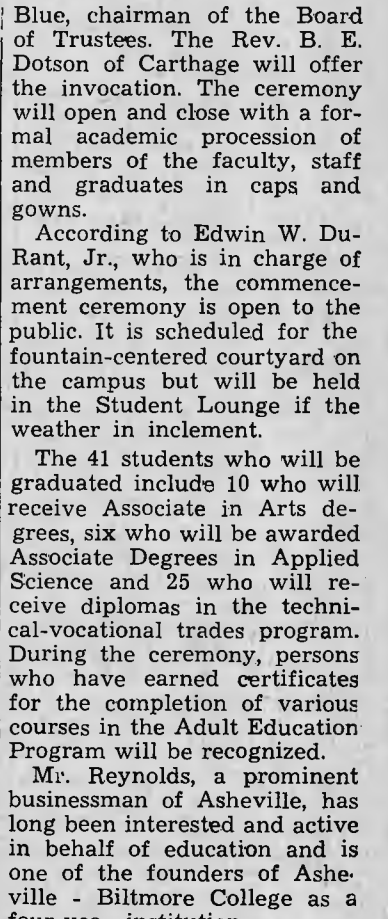 Blue, chairman of the Board
of Trustees. The Rev. B. E.
Dotson of Carthage will offer
the invocation. The ceremony
will open and close with a for-
mal academic procession of
members of the faculty, staff
and graduates in caps and
gowns.
According to Edwin W. Du-
Rant, Jr., who is in charge of
arrangements, the commence-
ment ceremony is open to the
public. It is scheduled for the
fountain-centered courtyard on
the campus but will be held
in the Student Lounge if the
weather in inclement.
The 41 students who will be
graduated include 10 who will
receive Associate in Arts de-
grees, six who will be awarded
Associate Degrees in Applied
Science and 25 who will re-
ceive diplomas in the techni-
cal-vocational trades program.
During the ceremony, persons
who have earned certificates
for the completion of various
courses in the Adult Education
Program will be recognized.
Mr. Reynolds, a prominent
businessman of Asheville, has
long been interested and active
in behalf of education and is
one of the founders of Ashe-
ville - Biltmore College as a
institution